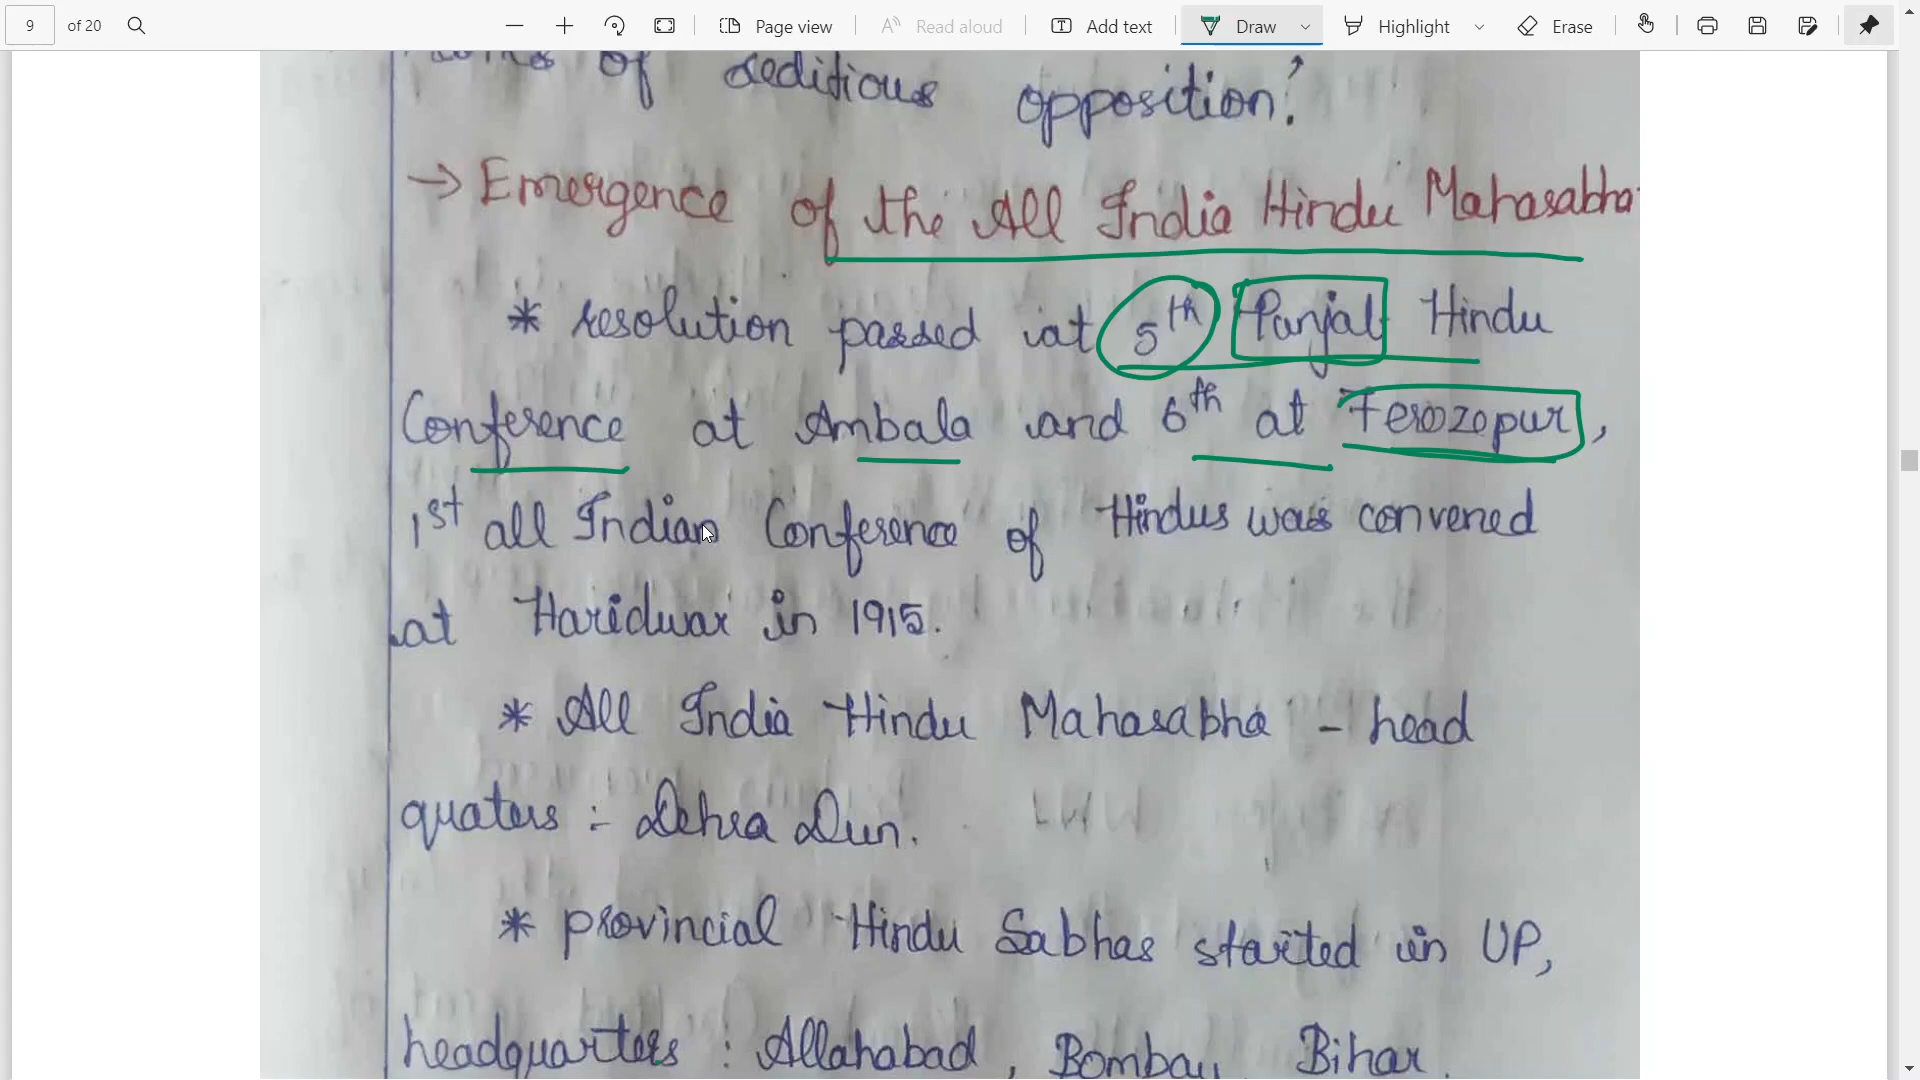 9 of 20 Page view Read aloud Add text Draw Highlight Erase
of seditious opposition!
→ Emergence of the All India Hindu Mahasabha
* resolution passed at 5th Punjab Hindu
Conference at Ambala and 6th at Ferozepur,
1st all Indian Conference of Hindus was convened
at Haridwar in 1915.
* All India Hindu Mahasabha - head
quaters :- Dehra Dun.
* provincial Hindu Sabhas started in UP,
headquarters : Allahabad, Bombay, Bihar.